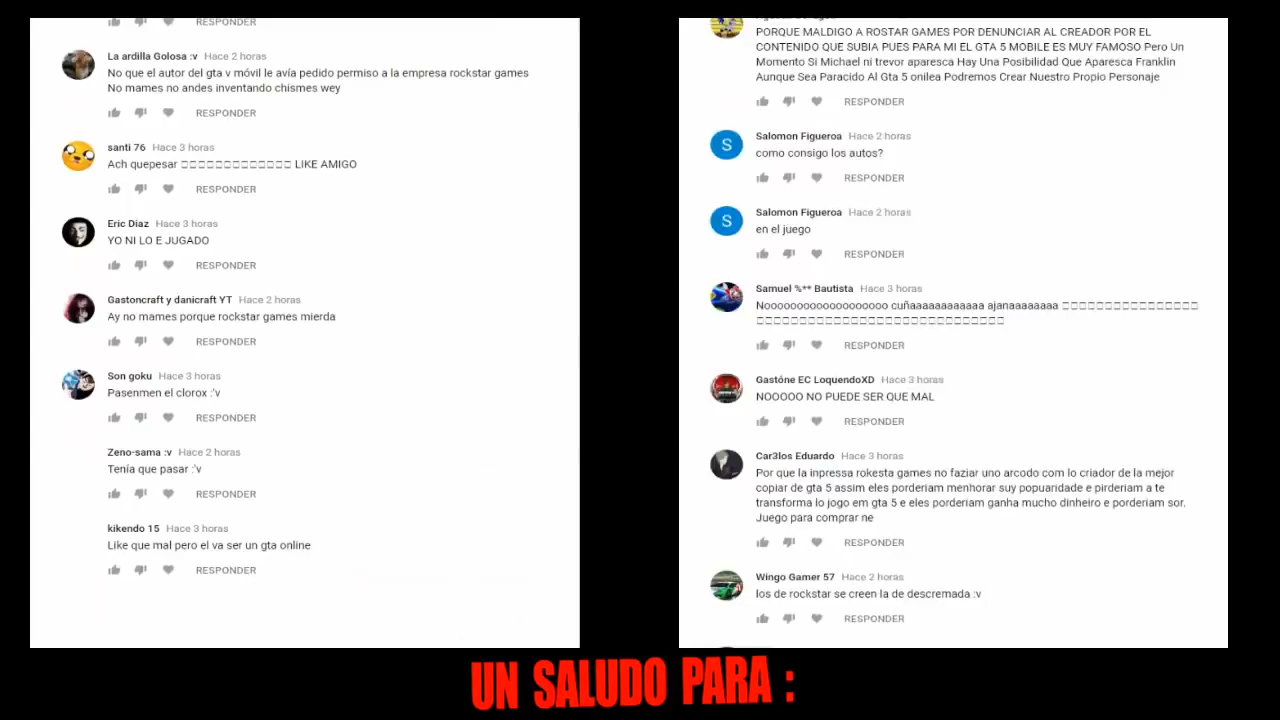 RESPONDER
La ardilla Golosa :v Hace 2 horas
No que el autor del gta v móvil le avía pedido permiso a la empresa rockstar games
No mames no andes inventando chismes wey
RESPONDER
santi 76 Hace 3 horas
Ach quepesar LIKE AMIGO
RESPONDER
Eric Diaz Hace 3 horas
YO NI LO E JUGADO
RESPONDER
Gastoncraft y danicraft YT Hace 2 horas
Ay no mames porque rockstar games mierda
RESPONDER
Son goku Hace 3 horas
Pasenmen el clorox :'v
RESPONDER
Zeno-sama :v Hace 2 horas
Tenía que pasar :'v
RESPONDER
kikendo 15 Hace 3 horas
Like que mal pero el va ser un gta online
RESPONDER
PORQUE MALDIGO A ROSTAR GAMES POR DENUNCIAR AL CREADOR POR EL
CONTENIDO QUE SUBIA PUES PARA MI EL GTA 5 MOBILE ES MUY FAMOSO Pero Un
Momento Si Michael ni trevor aparesca Hay Una Posibilidad Que Aparesca Franklin
Aunque Sea Paracido Al Gta 5 onilea Podremos Crear Nuestro Propio Personaje
RESPONDER
Salomon Figueroa Hace 2 horas
como consigo los autos?
RESPONDER
Salomon Figueroa Hace 2 horas
en el juego
RESPONDER
Samuel %** Bautista Hace 3 horas
Nooooooooooooooooooo cuñaaaaaaaaaaaa ajanaaaaaaaa
RESPONDER
Gastóne EC LoquendoXD Hace 3 horas
NOOOOO NO PUEDE SER QUE MAL
RESPONDER
Car3los Eduardo Hace 3 horas
Por que la inpressa rokesta games no faziar uno arcodo com lo criador de la mejor
copiar de gta 5 assim eles porderiam menhorar suy popuaridade e pirderiam a te
transforma lo jogo em gta 5 e eles porderiam ganha mucho dinheiro e porderiam sor.
Juego para comprar ne
RESPONDER
Wingo Gamer 57 Hace 2 horas
los de rockstar se creen la de descremada :v
RESPONDER
UN SALUDO PARA :